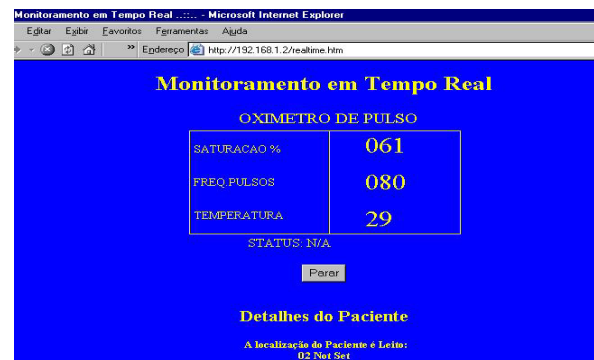 Monitoramento em Tempo Real ..::.. - Microsoft Internet Explorer
Editar Exibir Favoritos Ferramentas Ajuda
» Endereço http://192.168.1.2/realtime.htm
Monitoramento em Tempo Real
OXIMETRO DE PULSO
SATURACAO % 061
FREQ.PULSOS 080
TEMPERATURA 29
STATUS: N/A
Parar
Detalhes do Paciente
A localização do Paciente é Leito:
02 Not Set